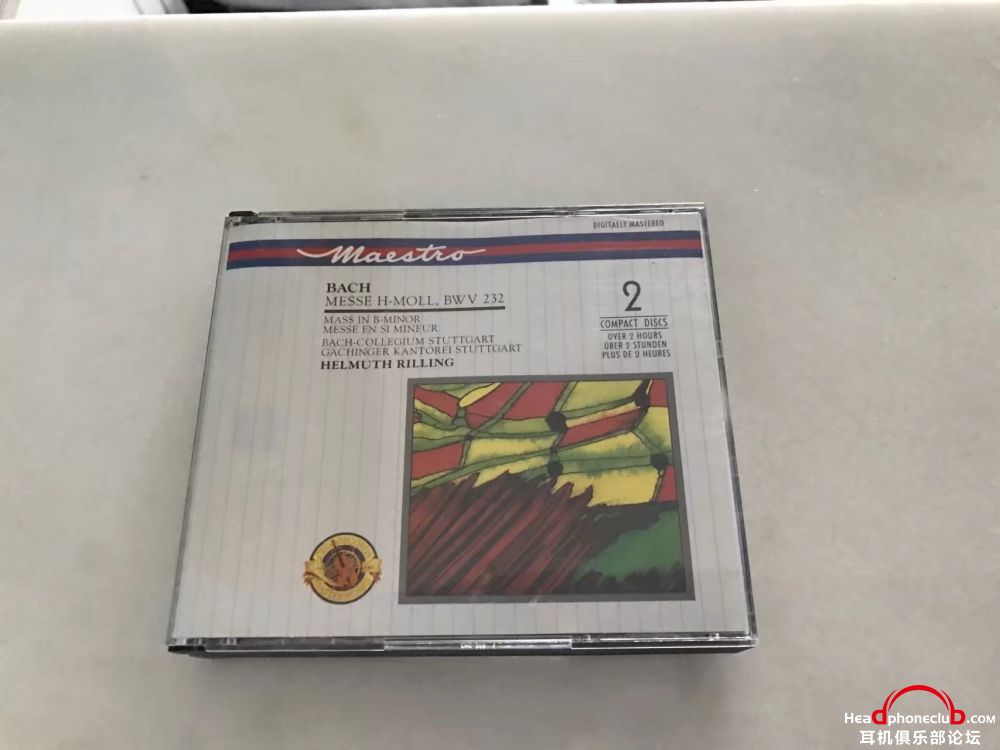 DIGITALLY MASTERED
Maestro
BACH
MESSE H-MOLL, BWV 232
MASS IN B-MINOR
MESSE EN SI MINEUR
BACH-COLLEGIUM STUTTGART
GÄCHINGER KANTOREI STUTTGART
HELMUTH RILLING
2
COMPACT DISCS
OVER 2 HOURS
ÜBER 2 STUNDEN
PLUS DE 2 HEURES
Headphoneclub.com
耳机俱乐部论坛